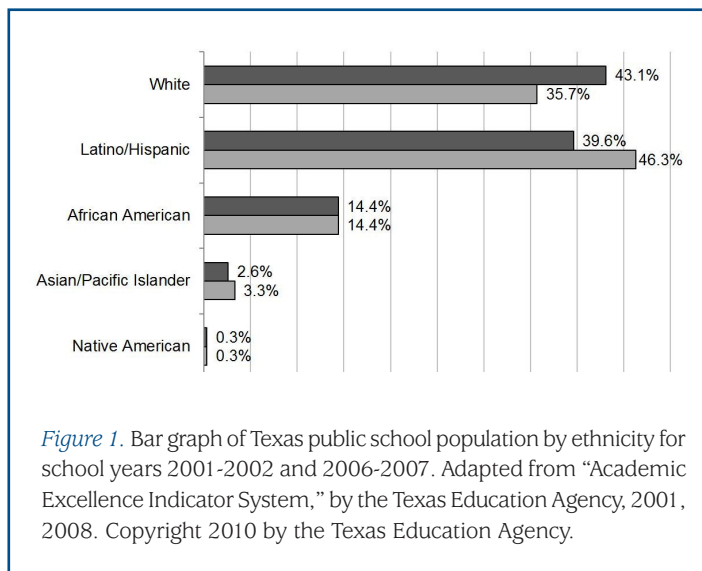 White
43.1%
35.7%
Latino/Hispanic
39.6%
46.3%
African American
14.4%
14.4%
Asian/Pacific Islander
2.6%
3.3%
Native American
0.3%
0.3%
Figure 1. Bar graph of Texas public school population by ethnicity for
school years 2001-2002 and 2006-2007. Adapted from “Academic
Excellence Indicator System,” by the Texas Education Agency, 2001,
2008. Copyright 2010 by the Texas Education Agency.